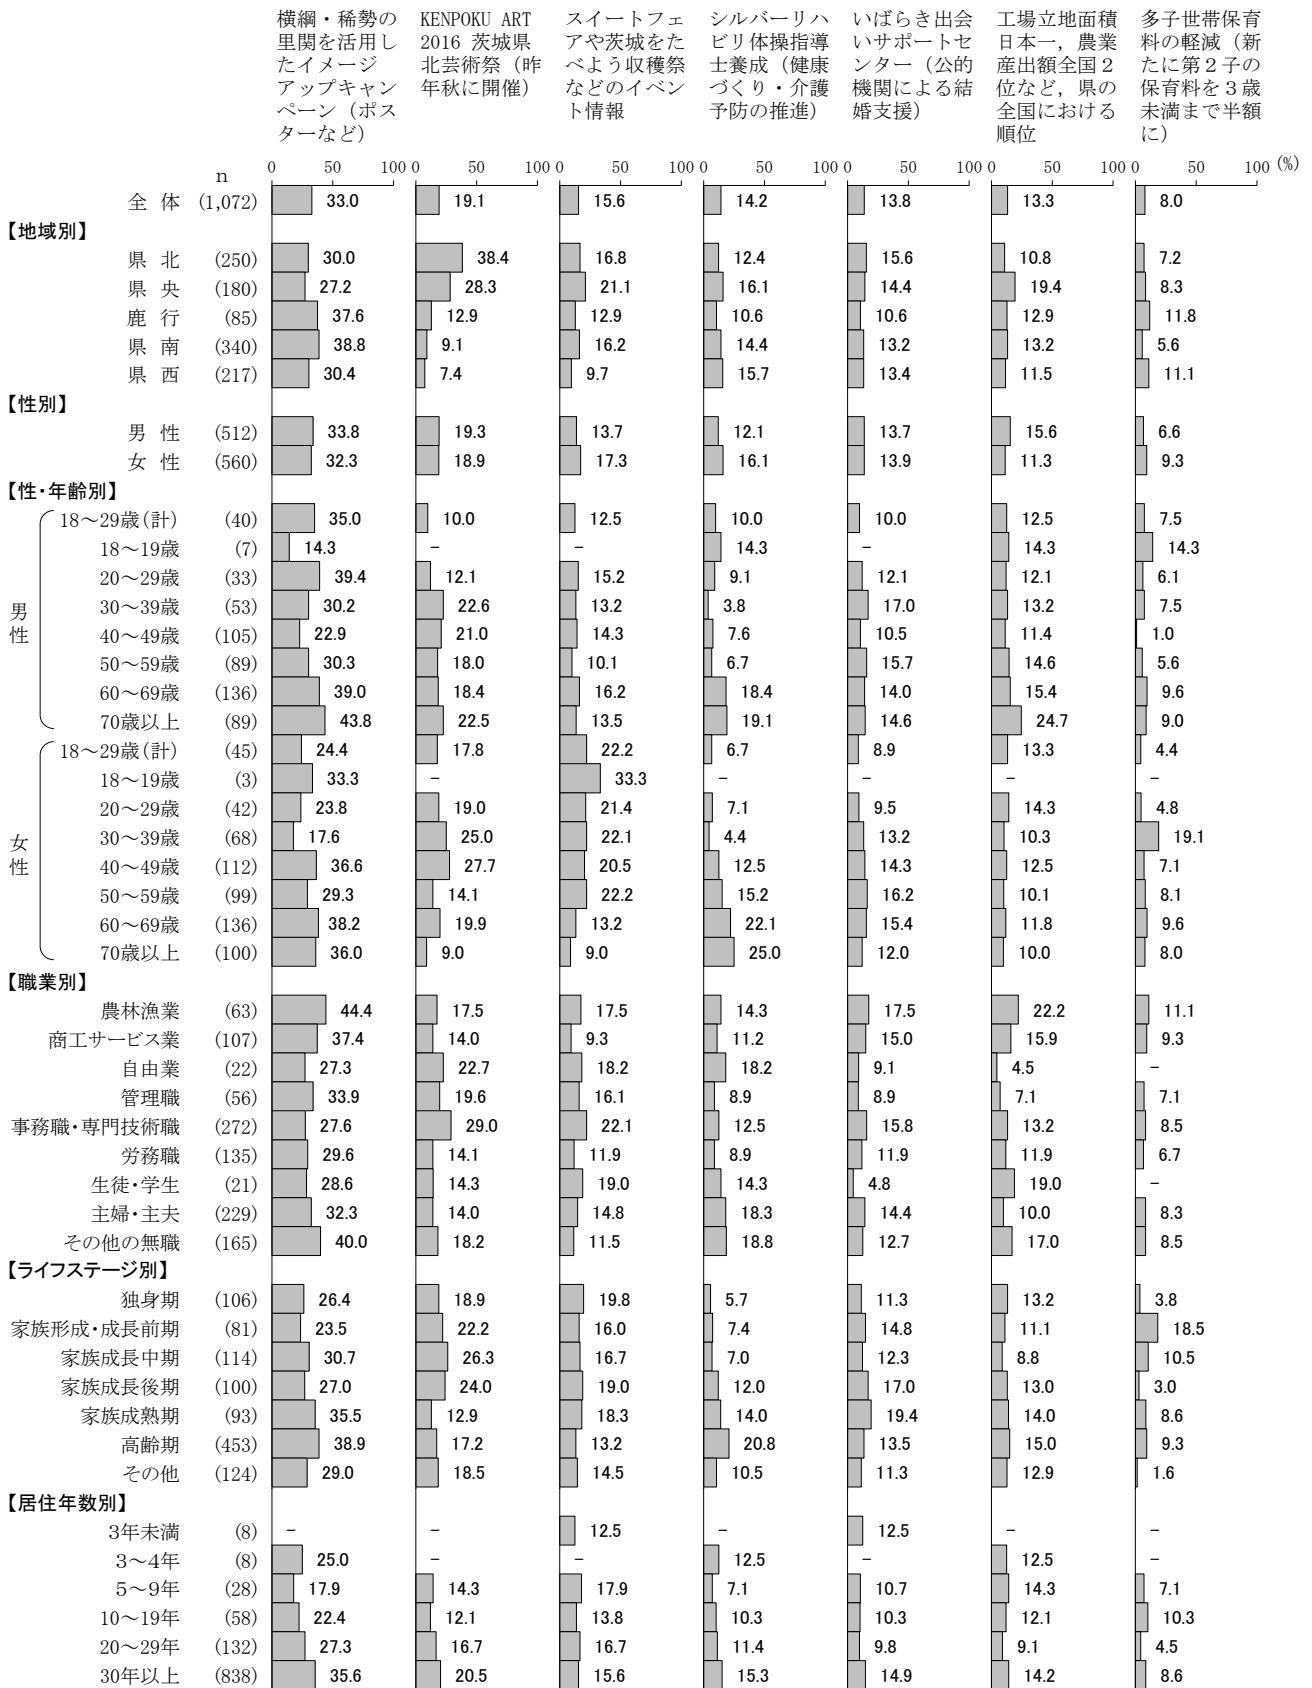 横綱・稀勢の
里関を活用し
たイメージ
アップキャン
ペーン（ポス
ターなど）
KENPOKU ART
2016 茨城県
北芸術祭（昨
年秋に開催）
スイートフェ
アや茨城をた
べよう収穫祭
などのイベン
ト情報
シルバーリハ
ビリ体操指導
士養成（健康
づくり・介護
予防の推進）
いばらき出会
いサポートセ
ンター（公的
機関による結
婚支援）
工場立地面積
日本一，農業
産出額全国２
位など，県の
全国における
順位
多子世帯保育
料の軽減（新
たに第２子の
保育料を３歳
未満まで半額
に）
0 50 100 0 50 100 0 50 100 0 50 100 0 50 100 0 50 100 0 50 100 (%)
n
全 体 (1,072) 33.0 19.1 15.6 14.2 13.8 13.3 8.0
【地域別】
県 北 (250) 30.0 38.4 16.8 12.4 15.6 10.8 7.2
県 央 (180) 27.2 28.3 21.1 16.1 14.4 19.4 8.3
鹿 行 (85) 37.6 12.9 12.9 10.6 10.6 12.9 11.8
県 南 (340) 38.8 9.1 16.2 14.4 13.2 13.2 5.6
県 西 (217) 30.4 7.4 9.7 15.7 13.4 11.5 11.1
【性別】
男 性 (512) 33.8 19.3 13.7 12.1 13.7 15.6 6.6
女 性 (560) 32.3 18.9 17.3 16.1 13.9 11.3 9.3
【性・年齢別】
男性
18～29歳(計) (40) 35.0 10.0 12.5 10.0 10.0 12.5 7.5
18～19歳 (7) 14.3 － － 14.3 － 14.3 14.3
20～29歳 (33) 39.4 12.1 15.2 9.1 12.1 12.1 6.1
30～39歳 (53) 30.2 22.6 13.2 3.8 17.0 13.2 7.5
40～49歳 (105) 22.9 21.0 14.3 7.6 10.5 11.4 1.0
50～59歳 (89) 30.3 18.0 10.1 6.7 15.7 14.6 5.6
60～69歳 (136) 39.0 18.4 16.2 18.4 14.0 15.4 9.6
70歳以上 (89) 43.8 22.5 13.5 19.1 14.6 24.7 9.0
女性
18～29歳(計) (45) 24.4 17.8 22.2 6.7 8.9 13.3 4.4
18～19歳 (3) 33.3 － 33.3 － － － －
20～29歳 (42) 23.8 19.0 21.4 7.1 9.5 14.3 4.8
30～39歳 (68) 17.6 25.0 22.1 4.4 13.2 10.3 19.1
40～49歳 (112) 36.6 27.7 20.5 12.5 14.3 12.5 7.1
50～59歳 (99) 29.3 14.1 22.2 15.2 16.2 10.1 8.1
60～69歳 (136) 38.2 19.9 13.2 22.1 15.4 11.8 9.6
70歳以上 (100) 36.0 9.0 9.0 25.0 12.0 10.0 8.0
【職業別】
農林漁業 (63) 44.4 17.5 17.5 14.3 17.5 22.2 11.1
商工サービス業 (107) 37.4 14.0 9.3 11.2 15.0 15.9 9.3
自由業 (22) 27.3 22.7 18.2 18.2 9.1 4.5 －
管理職 (56) 33.9 19.6 16.1 8.9 8.9 7.1 7.1
事務職・専門技術職 (272) 27.6 29.0 22.1 12.5 15.8 13.2 8.5
労務職 (135) 29.6 14.1 11.9 8.9 11.9 11.9 6.7
生徒・学生 (21) 28.6 14.3 19.0 14.3 4.8 19.0 －
主婦・主夫 (229) 32.3 14.0 14.8 18.3 14.4 10.0 8.3
その他の無職 (165) 40.0 18.2 11.5 18.8 12.7 17.0 8.5
【ライフステージ別】
独身期 (106) 26.4 18.9 19.8 5.7 11.3 13.2 3.8
家族形成・成長前期 (81) 23.5 22.2 16.0 7.4 14.8 11.1 18.5
家族成長中期 (114) 30.7 26.3 16.7 7.0 12.3 8.8 10.5
家族成長後期 (100) 27.0 24.0 19.0 12.0 17.0 13.0 3.0
家族成熟期 (93) 35.5 12.9 18.3 14.0 19.4 14.0 8.6
高齢期 (453) 38.9 17.2 13.2 20.8 13.5 15.0 9.3
その他 (124) 29.0 18.5 14.5 10.5 11.3 12.9 1.6
【居住年数別】
3年未満 (8) － － 12.5 － 12.5 － －
3～4年 (8) 25.0 － － 12.5 － 12.5 －
5～9年 (28) 17.9 14.3 17.9 7.1 10.7 14.3 7.1
10～19年 (58) 22.4 12.1 13.8 10.3 10.3 12.1 10.3
20～29年 (132) 27.3 16.7 16.7 11.4 9.8 9.1 4.5
30年以上 (838) 35.6 20.5 15.6 15.3 14.9 14.2 8.6